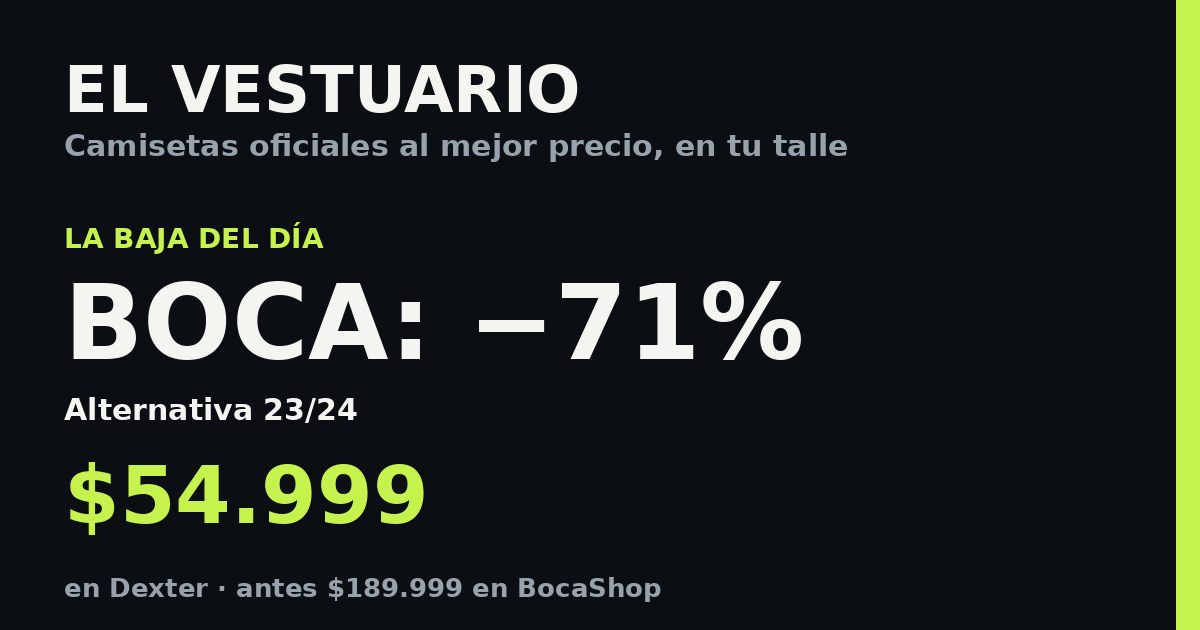 EL VESTUARIO
Camisetas oficiales al mejor precio, en tu talle
LA BAJA DEL DÍA
BOCA: −71%
Alternativa 23/24
$54.999
en Dexter · antes $189.999 en BocaShop